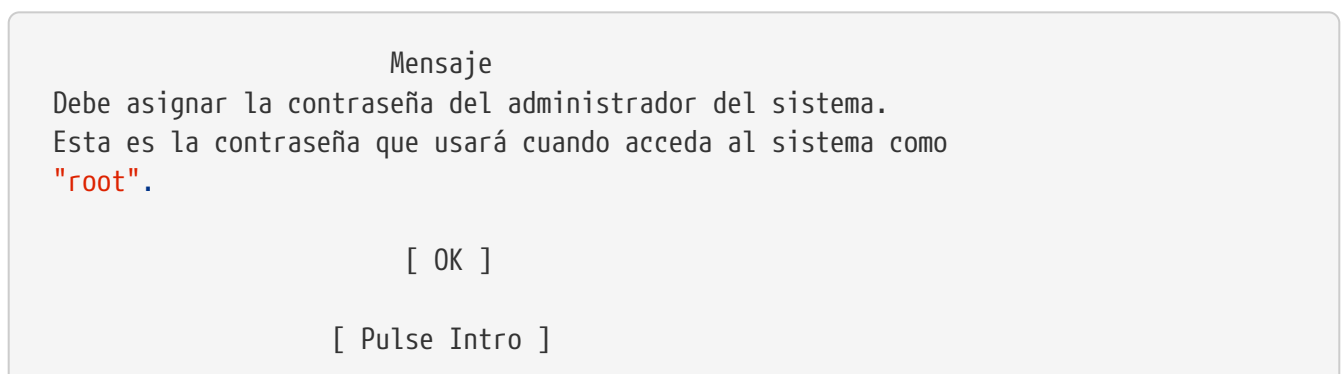 Mensaje
Debe asignar la contraseña del administrador del sistema.
Esta es la contraseña que usará cuando acceda al sistema como
"root".
[ OK ]
[ Pulse Intro ]